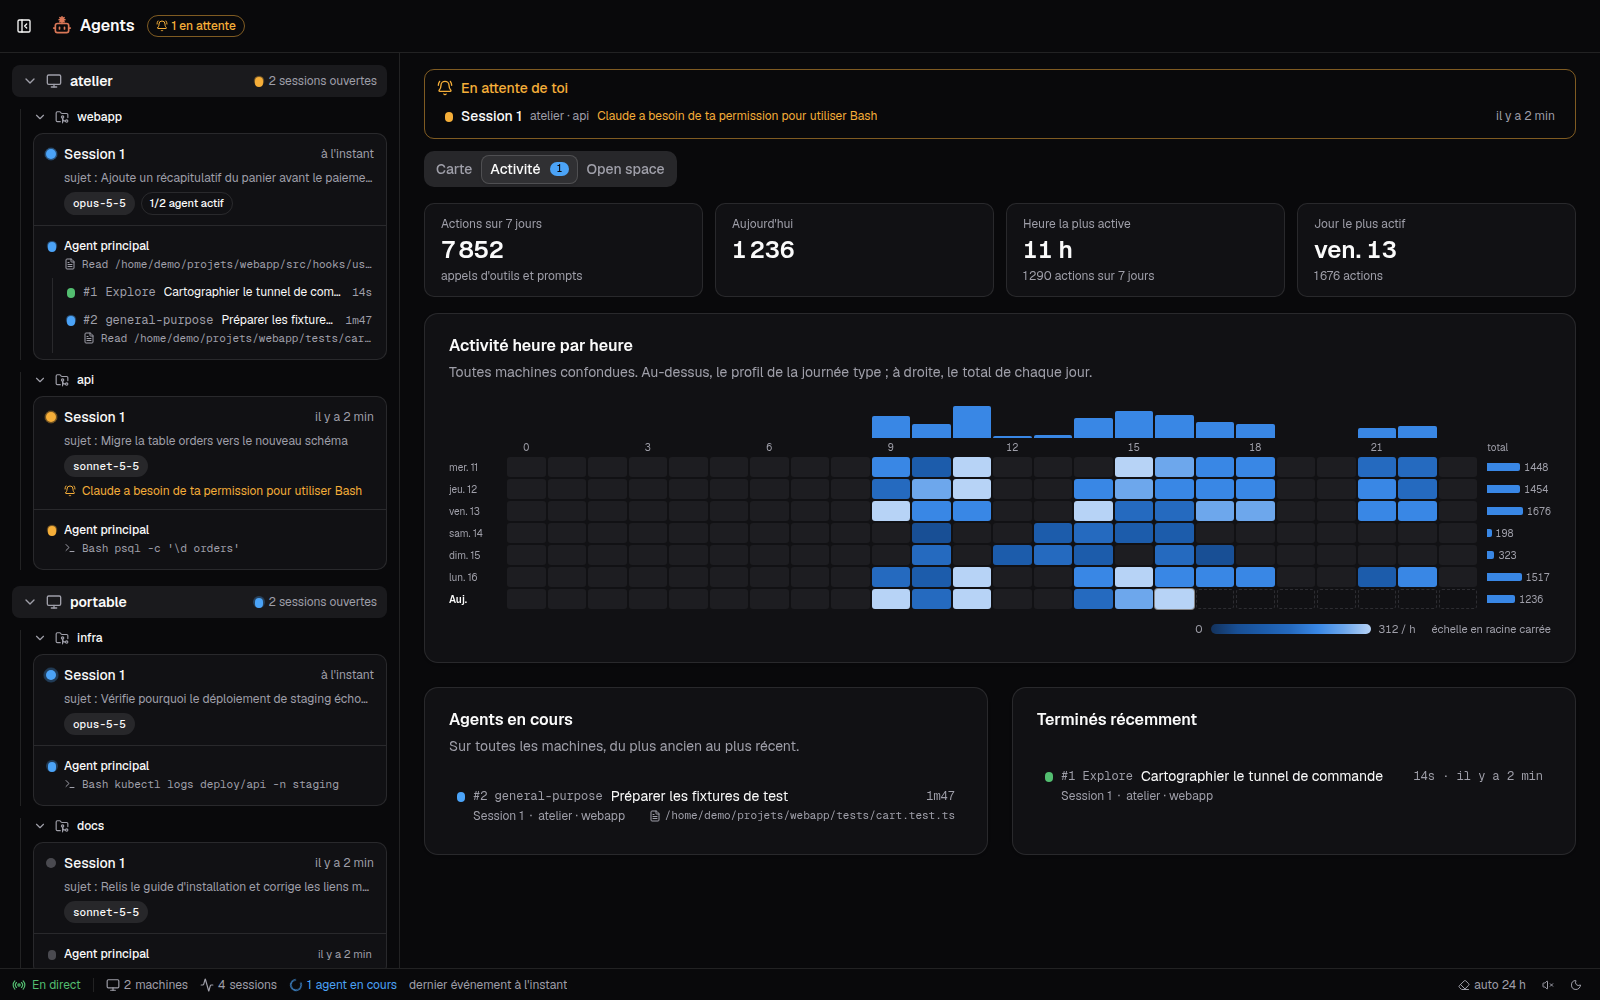 Agents
1 en attente
atelier
2 sessions ouvertes
webapp
Session 1
à l'instant
sujet : Ajoute un récapitulatif du panier avant le paieme…
opus-5-5
1/2 agent actif
Agent principal
Read /home/demo/projets/webapp/src/hooks/us…
#1 Explore Cartographier le tunnel de com… 14s
#2 general-purpose Préparer les fixture… 1m47
Read /home/demo/projets/webapp/tests/car…
api
Session 1
il y a 2 min
sujet : Migre la table orders vers le nouveau schéma
sonnet-5-5
Claude a besoin de ta permission pour utiliser Bash
Agent principal
Bash psql -c '\d orders'
portable
2 sessions ouvertes
infra
Session 1
à l'instant
sujet : Vérifie pourquoi le déploiement de staging écho…
opus-5-5
Agent principal
Bash kubectl logs deploy/api -n staging
docs
Session 1
il y a 2 min
sujet : Relis le guide d'installation et corrige les liens m…
sonnet-5-5
Agent principal
il y a 2 min
En attente de toi
Session 1 atelier · api Claude a besoin de ta permission pour utiliser Bash
il y a 2 min
Carte
Activité 1
Open space
Actions sur 7 jours
7 852
appels d'outils et prompts
Aujourd'hui
1 236
Heure la plus active
11 h
1 290 actions sur 7 jours
Jour le plus actif
ven. 13
1 676 actions
Activité heure par heure
Toutes machines confondues. Au-dessus, le profil de la journée type ; à droite, le total de chaque jour.
0 3 6 9 12 15 18 21 total
mer. 11 1448
jeu. 12 1454
ven. 13 1676
sam. 14 198
dim. 15 323
lun. 16 1517
Auj. 1236
0 312 / h échelle en racine carrée
Agents en cours
Sur toutes les machines, du plus ancien au plus récent.
#2 general-purpose Préparer les fixtures de test 1m47
Session 1 · atelier · webapp /home/demo/projets/webapp/tests/cart.test.ts
Terminés récemment
#1 Explore Cartographier le tunnel de commande 14s · il y a 2 min
Session 1 · atelier · webapp
En direct
2 machines
4 sessions
1 agent en cours
dernier événement à l'instant
auto 24 h